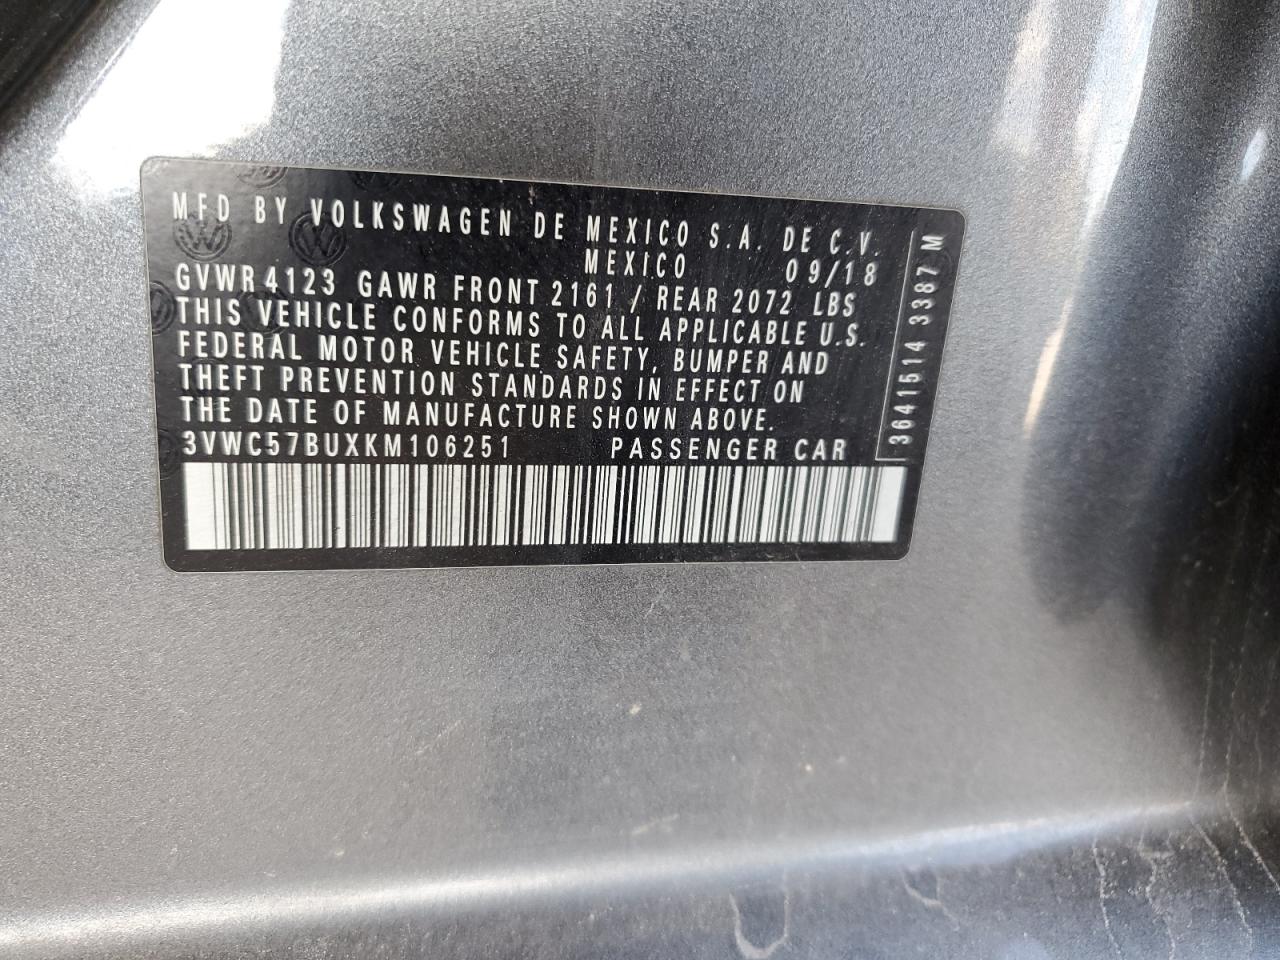 MFD BY VOLKSWAGEN DE MEXICO S.A. DE C.V.
MEXICO 09/18
GVWR 4123 GAWR FRONT 2161 / REAR 2072 LBS
THIS VEHICLE CONFORMS TO ALL APPLICABLE U.S.
FEDERAL MOTOR VEHICLE SAFETY, BUMPER AND
THEFT PREVENTION STANDARDS IN EFFECT ON
THE DATE OF MANUFACTURE SHOWN ABOVE.
3VWC57BUXKM106251 PASSENGER CAR
3641514 3387 M